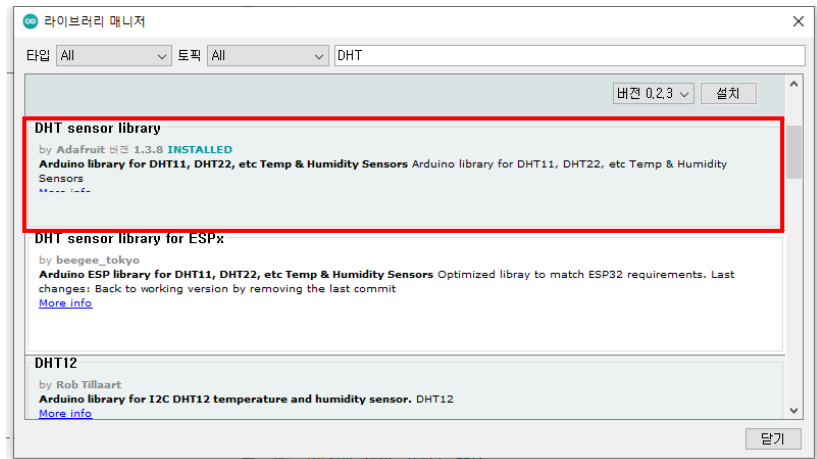 라이브러리 매니저
타입 All 토픽 All DHT
버전 0.2.3 설치
DHT sensor library
by Adafruit 버전 1.3.8 INSTALLED
Arduino library for DHT11, DHT22, etc Temp & Humidity Sensors Arduino library for DHT11, DHT22, etc Temp & Humidity
Sensors
More info
DHT sensor library for ESPx
by beegee_tokyo
Arduino ESP library for DHT11, DHT22, etc Temp & Humidity Sensors Optimized libray to match ESP32 requirements. Last
changes: Back to working version by removing the last commit
More info
DHT12
by Rob Tillaart
Arduino library for I2C DHT12 temperature and humidity sensor. DHT12
More info
닫기